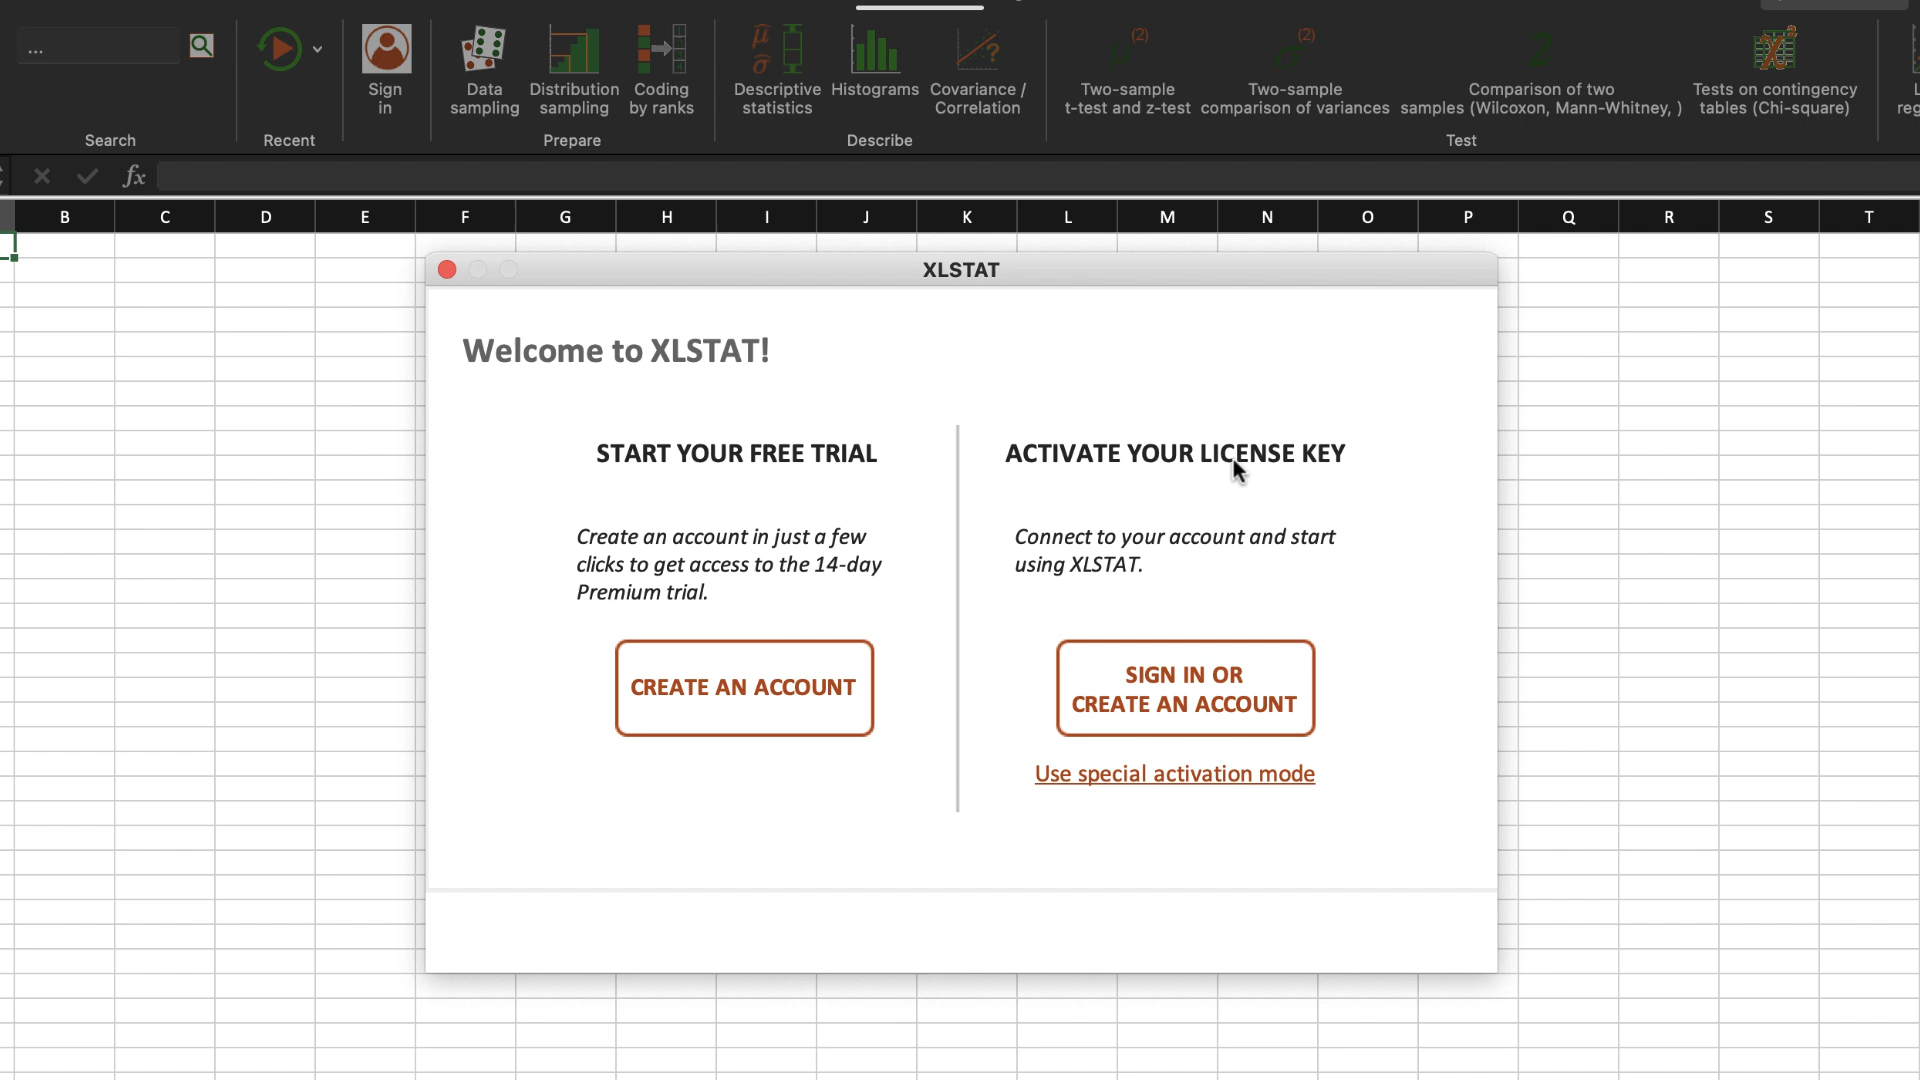 ...
Search
Recent
Sign
in
Data
sampling
Distribution
sampling
Coding
by ranks
Prepare
Descriptive
statistics
Histograms
Covariance /
Correlation
Describe
(2)
Two-sample
t-test and z-test
(2)
Two-sample
comparison of variances
Comparison of two
samples (Wilcoxon, Mann-Whitney, )
Tests on contingency
tables (Chi-square)
Test
fx
B C D E F G H I J K L M N O P Q R S T
XLSTAT
Welcome to XLSTAT!
START YOUR FREE TRIAL
Create an account in just a few
clicks to get access to the 14-day
Premium trial.
CREATE AN ACCOUNT
ACTIVATE YOUR LICENSE KEY
Connect to your account and start
using XLSTAT.
SIGN IN OR
CREATE AN ACCOUNT
Use special activation mode